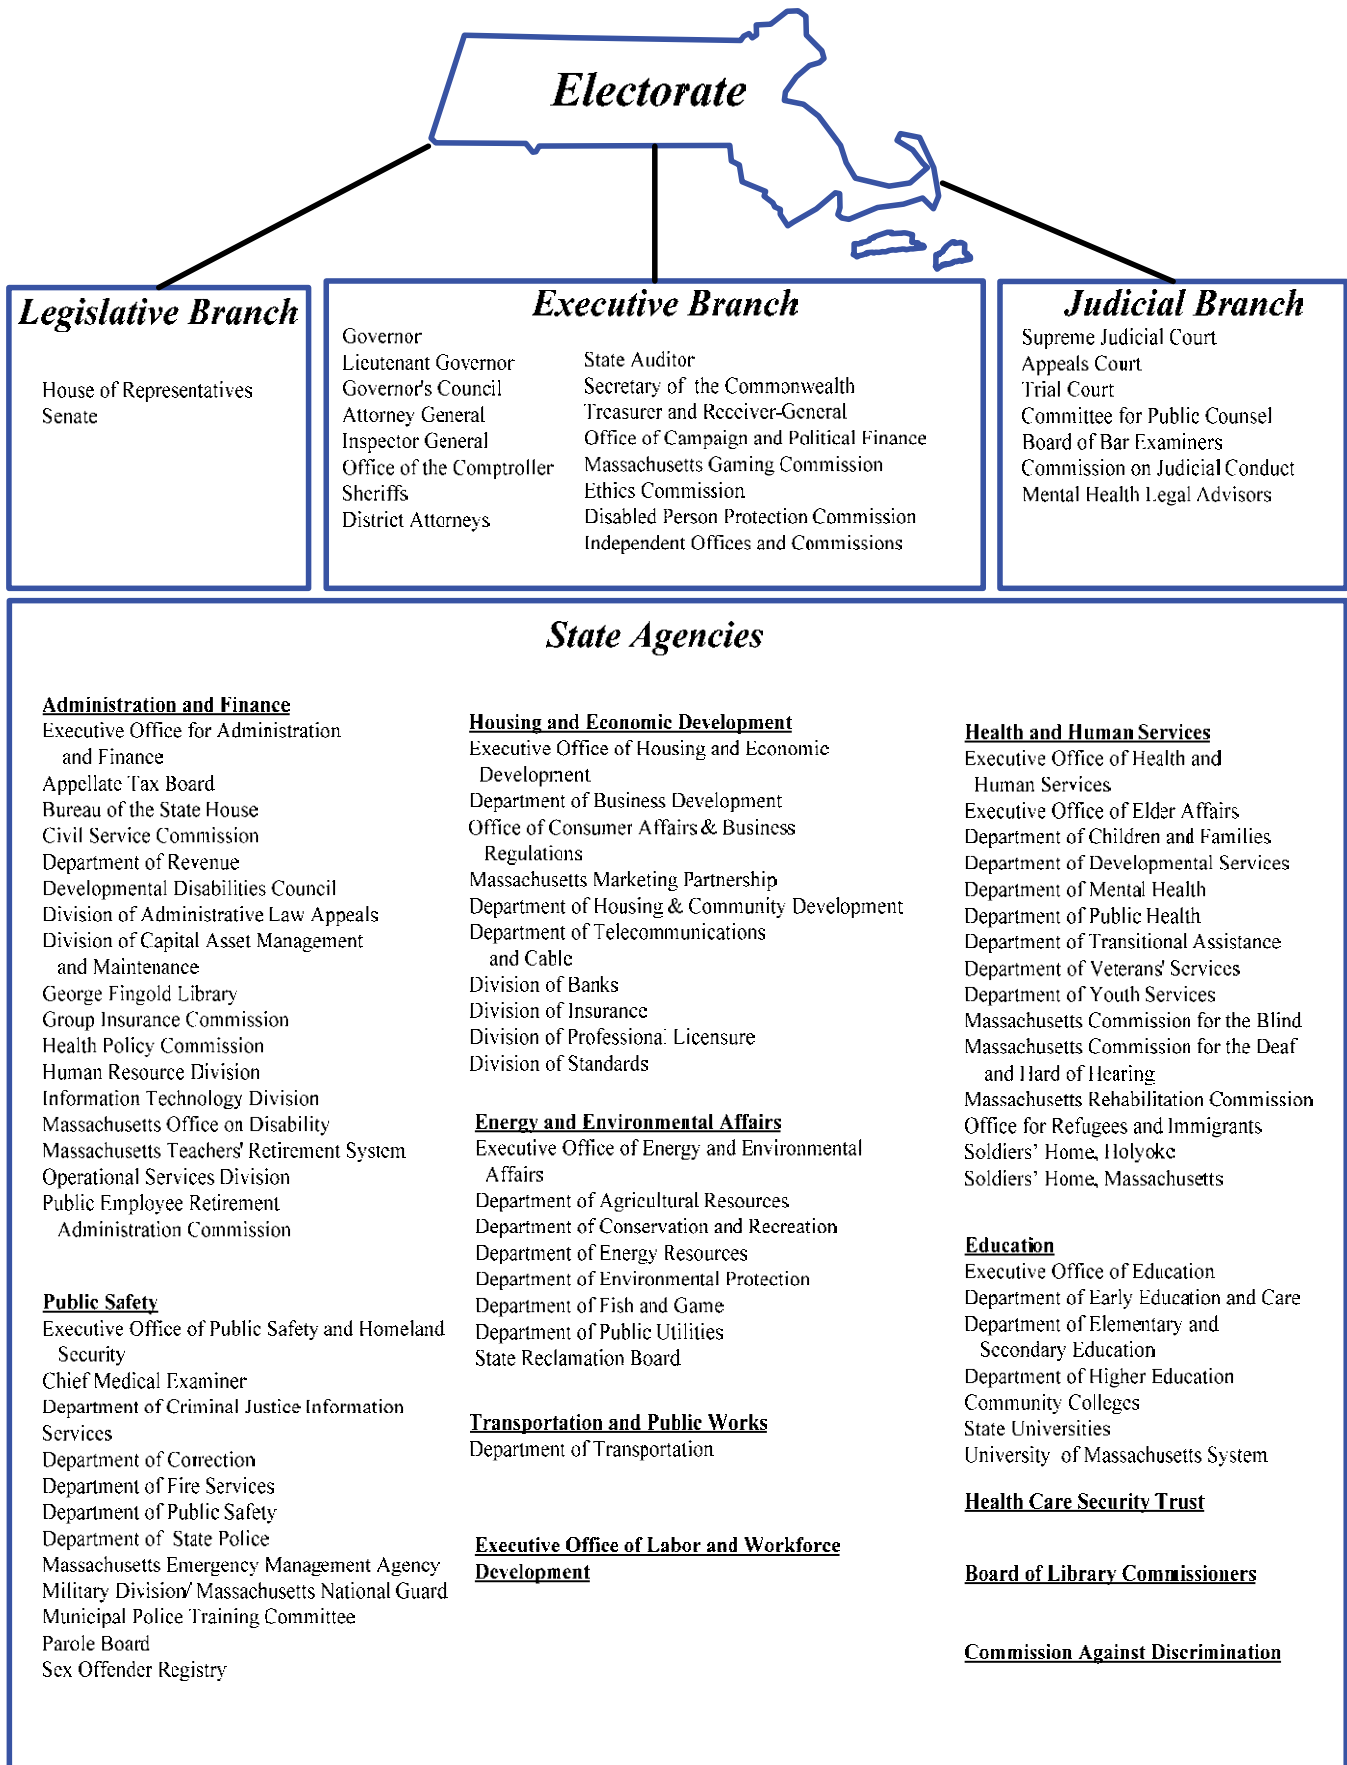 Electorate
Legislative Branch
House of Representatives
Senate
Executive Branch
Governor
Lieutenant Governor
Governor's Council
Attorney General
Inspector General
Office of the Comptroller
Sheriffs
District Attorneys
State Auditor
Secretary of the Commonwealth
Treasurer and Receiver-General
Office of Campaign and Political Finance
Massachusetts Gaming Commission
Ethics Commission
Disabled Person Protection Commission
Independent Offices and Commissions
Judicial Branch
Supreme Judicial Court
Appeals Court
Trial Court
Committee for Public Counsel
Board of Bar Examiners
Commission on Judicial Conduct
Mental Health Legal Advisors
State Agencies
Administration and Finance
Executive Office for Administration
and Finance
Appellate Tax Board
Bureau of the State House
Civil Service Commission
Department of Revenue
Developmental Disabilities Council
Division of Administrative Law Appeals
Division of Capital Asset Management
and Maintenance
George Fingold Library
Group Insurance Commission
Health Policy Commission
Human Resource Division
Information Technology Division
Massachusetts Office on Disability
Massachusetts Teachers' Retirement System
Operational Services Division
Public Employee Retirement
Administration Commission
Public Safety
Executive Office of Public Safety and Homeland
Security
Chief Medical Examiner
Department of Criminal Justice Information
Services
Department of Correction
Department of Fire Services
Department of Public Safety
Department of State Police
Massachusetts Emergency Management Agency
Military Division/ Massachusetts National Guard
Municipal Police Training Committee
Parole Board
Sex Offender Registry
Housing and Economic Development
Executive Office of Housing and Economic
Development
Department of Business Development
Office of Consumer Affairs & Business
Regulations
Massachusetts Marketing Partnership
Department of Housing & Community Development
Department of Telecommunications
and Cable
Division of Banks
Division of Insurance
Division of Professional Licensure
Division of Standards
Energy and Environmental Affairs
Executive Office of Energy and Environmental
Affairs
Department of Agricultural Resources
Department of Conservation and Recreation
Department of Energy Resources
Department of Environmental Protection
Department of Fish and Game
Department of Public Utilities
State Reclamation Board
Transportation and Public Works
Department of Transportation
Executive Office of Labor and Workforce
Development
Health and Human Services
Executive Office of Health and
Human Services
Executive Office of Elder Affairs
Department of Children and Families
Department of Developmental Services
Department of Mental Health
Department of Public Health
Department of Transitional Assistance
Department of Veterans' Services
Department of Youth Services
Massachusetts Commission for the Blind
Massachusetts Commission for the Deaf
and Hard of Hearing
Massachusetts Rehabilitation Commission
Office for Refugees and Immigrants
Soldiers' Home, Holyoke
Soldiers' Home, Massachusetts
Education
Executive Office of Education
Department of Early Education and Care
Department of Elementary and
Secondary Education
Department of Higher Education
Community Colleges
State Universities
University of Massachusetts System
Health Care Security Trust
Board of Library Commissioners
Commission Against Discrimination